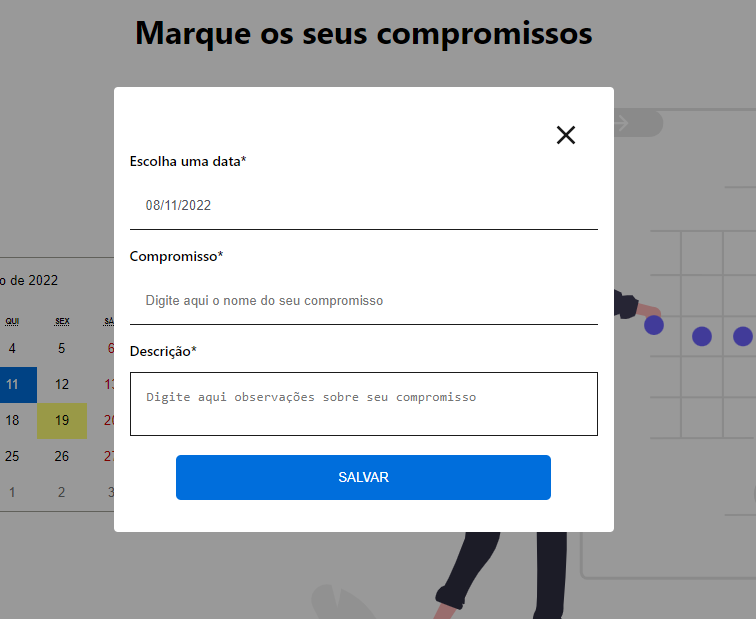 Marque os seus compromissos
Escolha uma data*
08/11/2022
Compromisso*
Digite aqui o nome do seu compromisso
Descrição*
Digite aqui observações sobre seu compromisso
SALVAR
o de 2022
QUI SEX SÁ
4 5 6
11 12 13
18 19 20
25 26 27
1 2 3